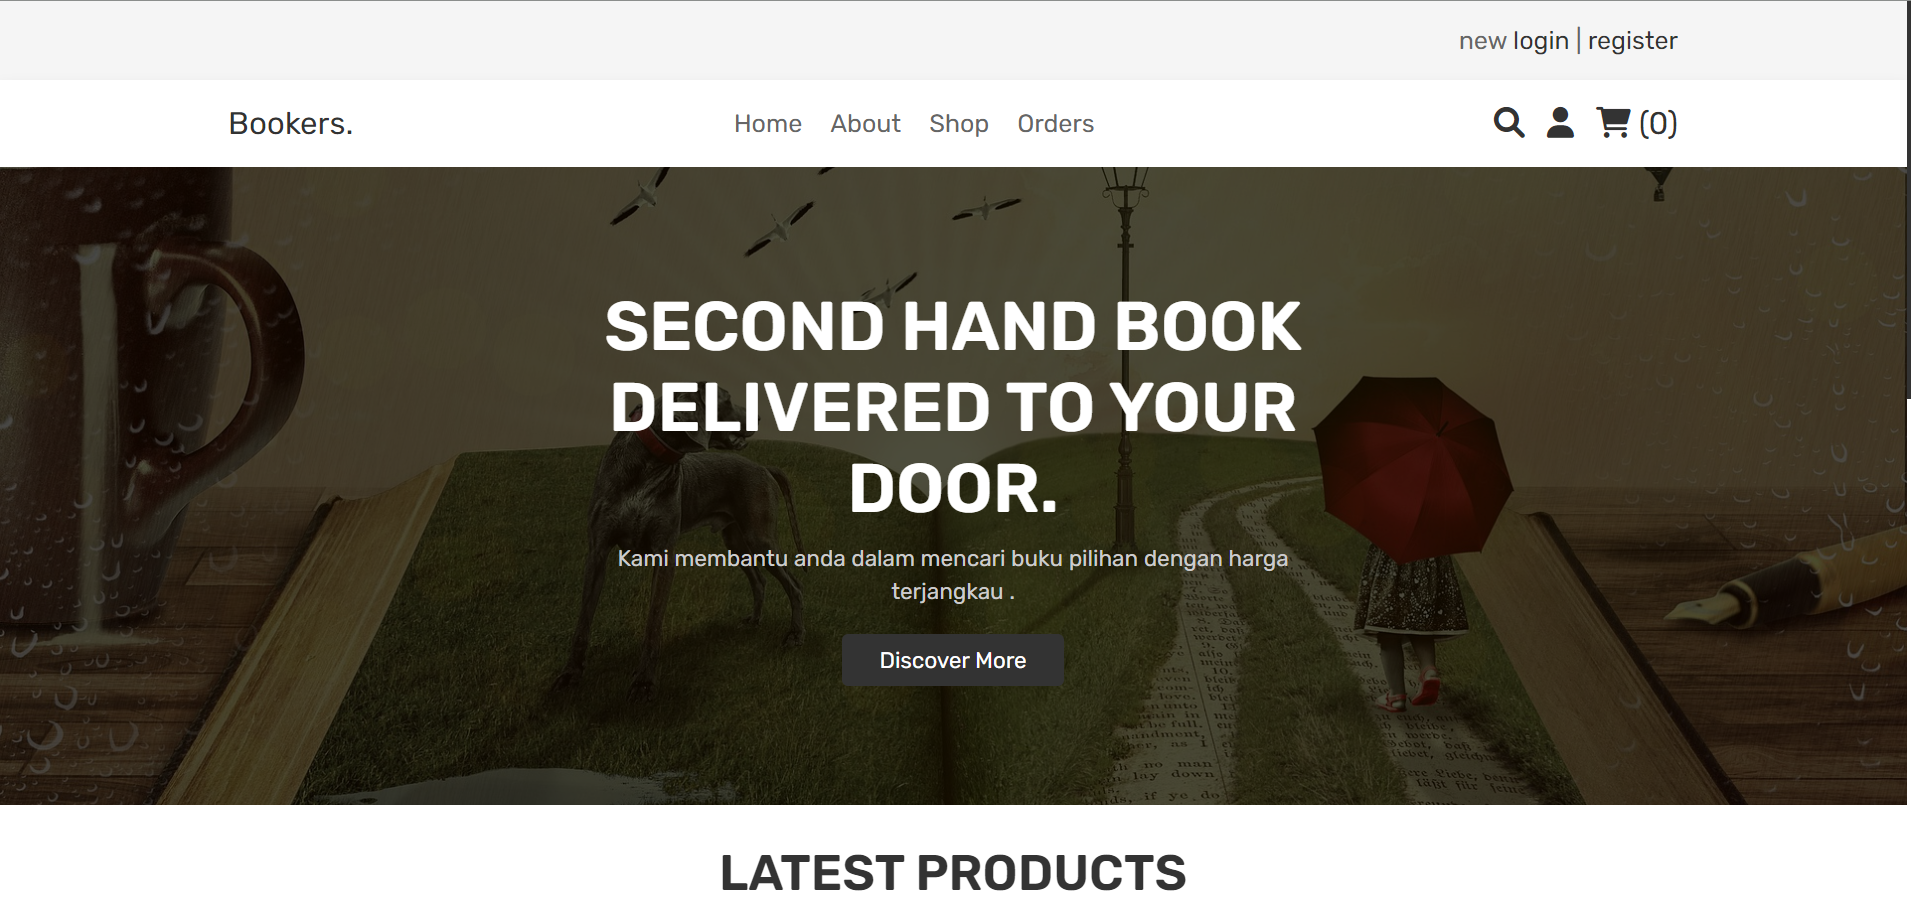 new login | register
Bookers.
Home About Shop Orders
(0)
SECOND HAND BOOK
DELIVERED TO YOUR
DOOR.
Kami membantu anda dalam mencari buku pilihan dengan harga
terjangkau .
Discover More
LATEST PRODUCTS